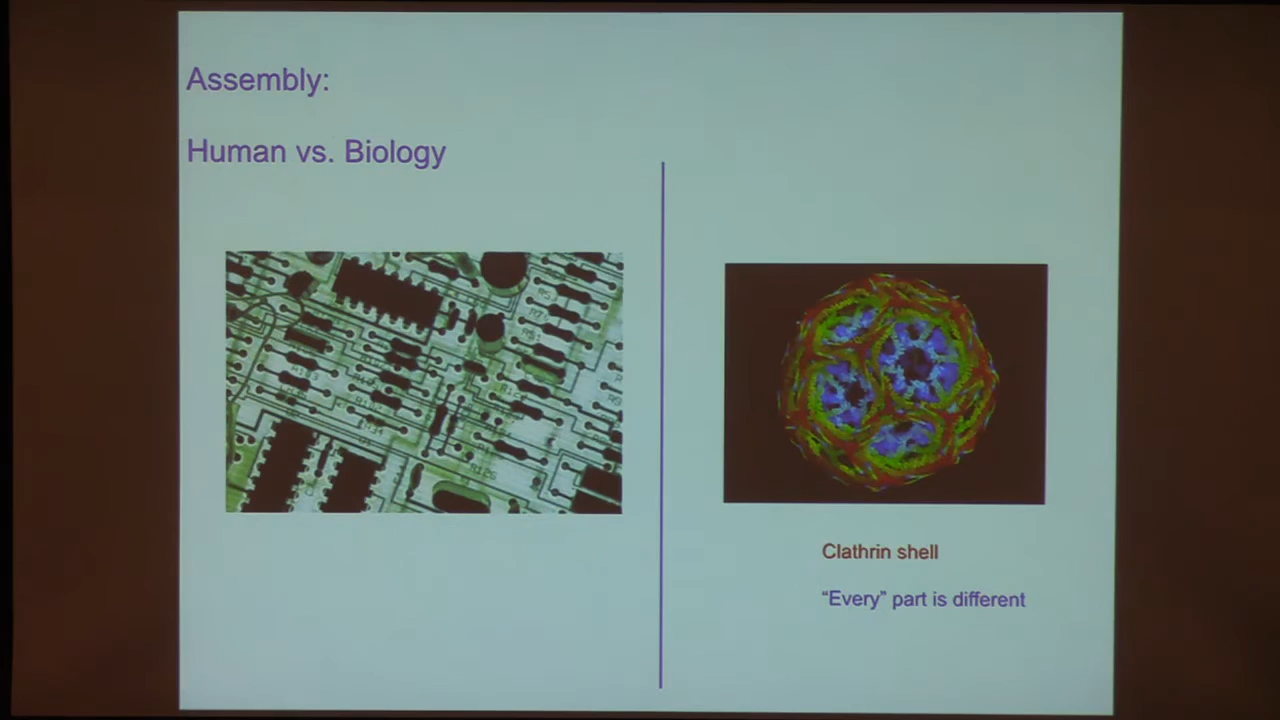 Assembly:
Human vs. Biology
Clathrin shell
“Every” part is different